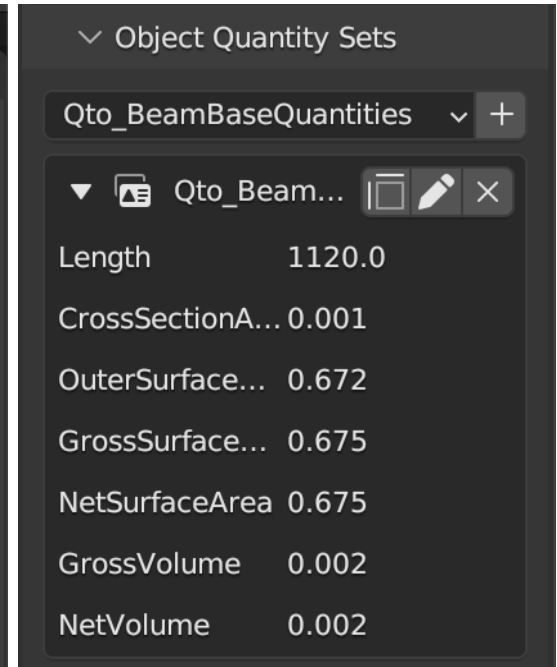 Object Quantity Sets
Qto_BeamBaseQuantities
Qto_Beam...
Length 1120.0
CrossSectionA... 0.001
OuterSurface... 0.672
GrossSurface... 0.675
NetSurfaceArea 0.675
GrossVolume 0.002
NetVolume 0.002